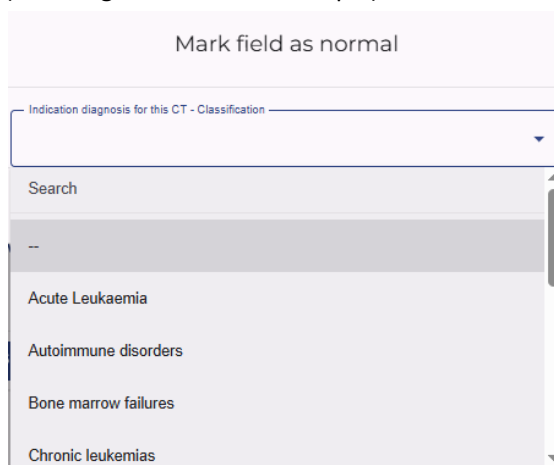 Mark field as normal
Indication diagnosis for this CT - Classification
Search
--
Acute Leukaemia
Autoimmune disorders
Bone marrow failures
Chronic leukemias